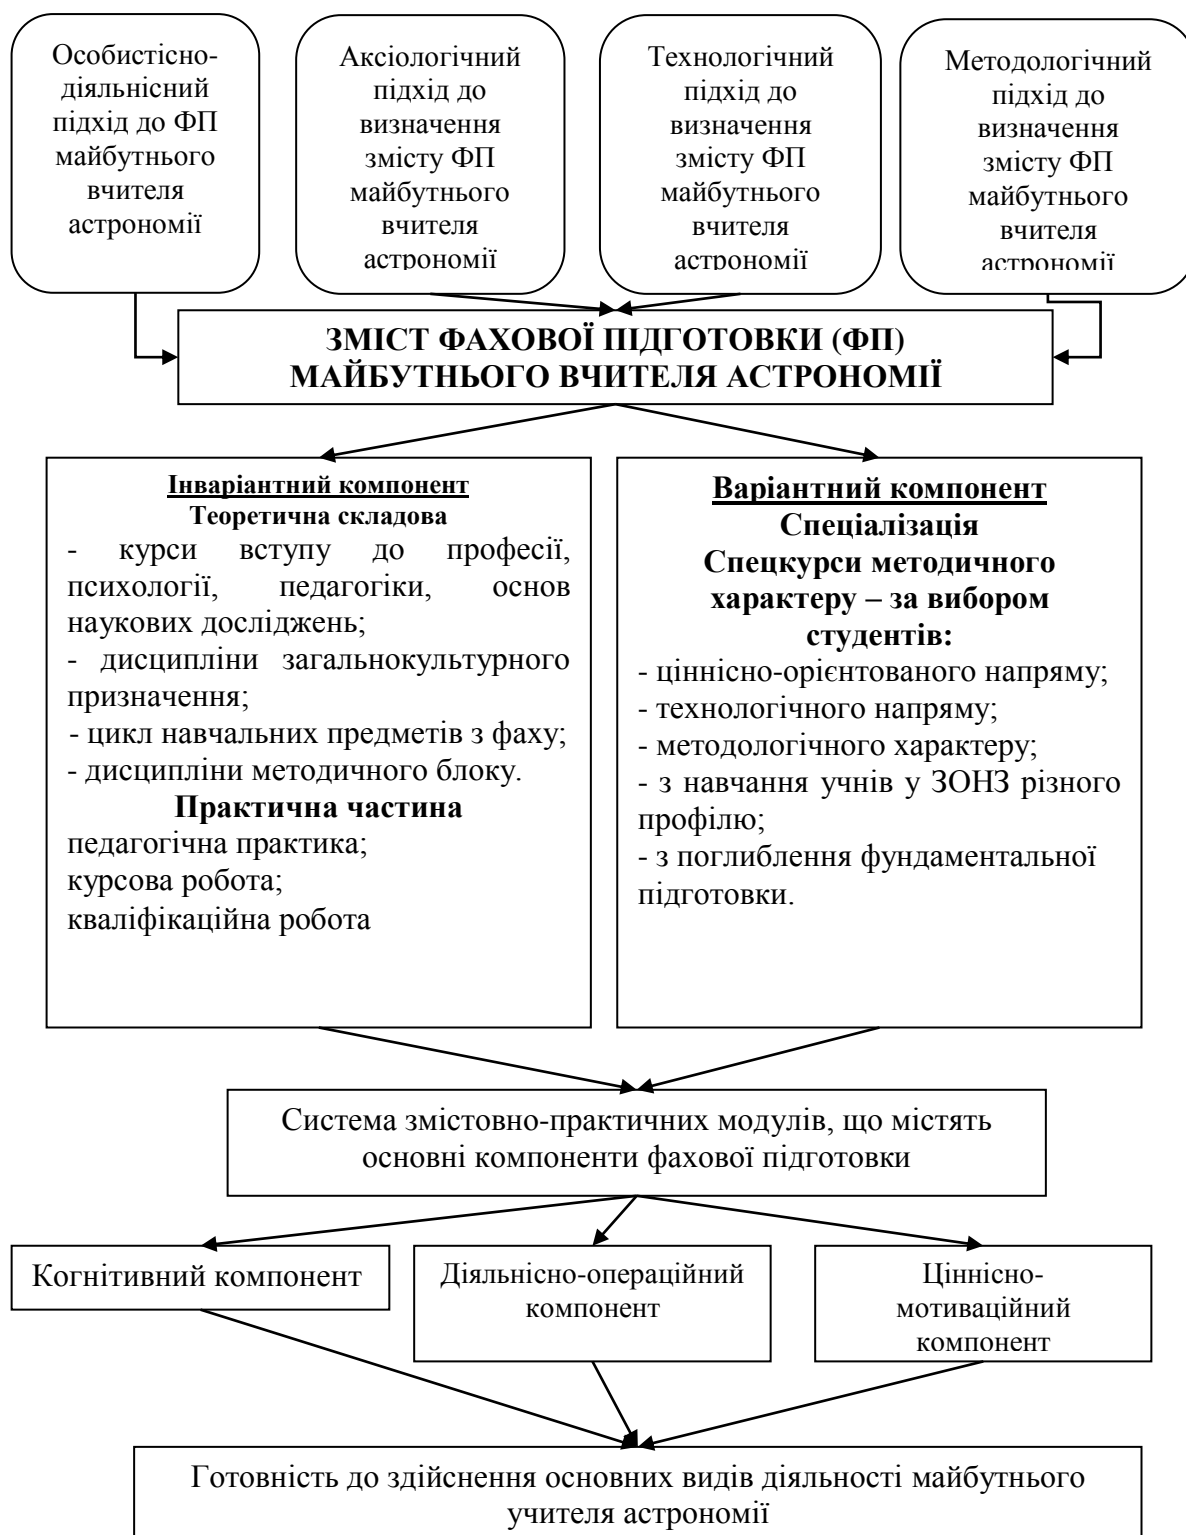 Особистісно-
діяльнісний
підхід до ФП
майбутнього
вчителя
астрономії
Аксіологічний
підхід до
визначення
змісту ФП
майбутнього
вчителя
астрономії
Технологічний
підхід до
визначення
змісту ФП
майбутнього
вчителя
астрономії
Методологічний
підхід до
визначення
змісту ФП
майбутнього
вчителя
астрономії
ЗМІСТ ФАХОВОЇ ПІДГОТОВКИ (ФП)
МАЙБУТНЬОГО ВЧИТЕЛЯ АСТРОНОМІЇ
Інваріантний компонент
Теоретична складова
- курси вступу до професії,
психології, педагогіки, основ
наукових досліджень;
- дисципліни загальнокультурного
призначення;
- цикл навчальних предметів з фаху;
- дисципліни методичного блоку.
Практична частина
педагогічна практика;
курсова робота;
кваліфікаційна робота
Варіантний компонент
Спеціалізація
Спецкурси методичного
характеру – за вибором
студентів:
- ціннісно-орієнтованого напряму;
- технологічного напряму;
- методологічного характеру;
- з навчання учнів у ЗОНЗ різного
профілю;
- з поглиблення фундаментальної
підготовки.
Система змістовно-практичних модулів, що містять
основні компоненти фахової підготовки
Когнітивний компонент
Діяльнісно-операційний
компонент
Ціннісно-
мотиваційний
компонент
Готовність до здійснення основних видів діяльності майбутнього
учителя астрономії